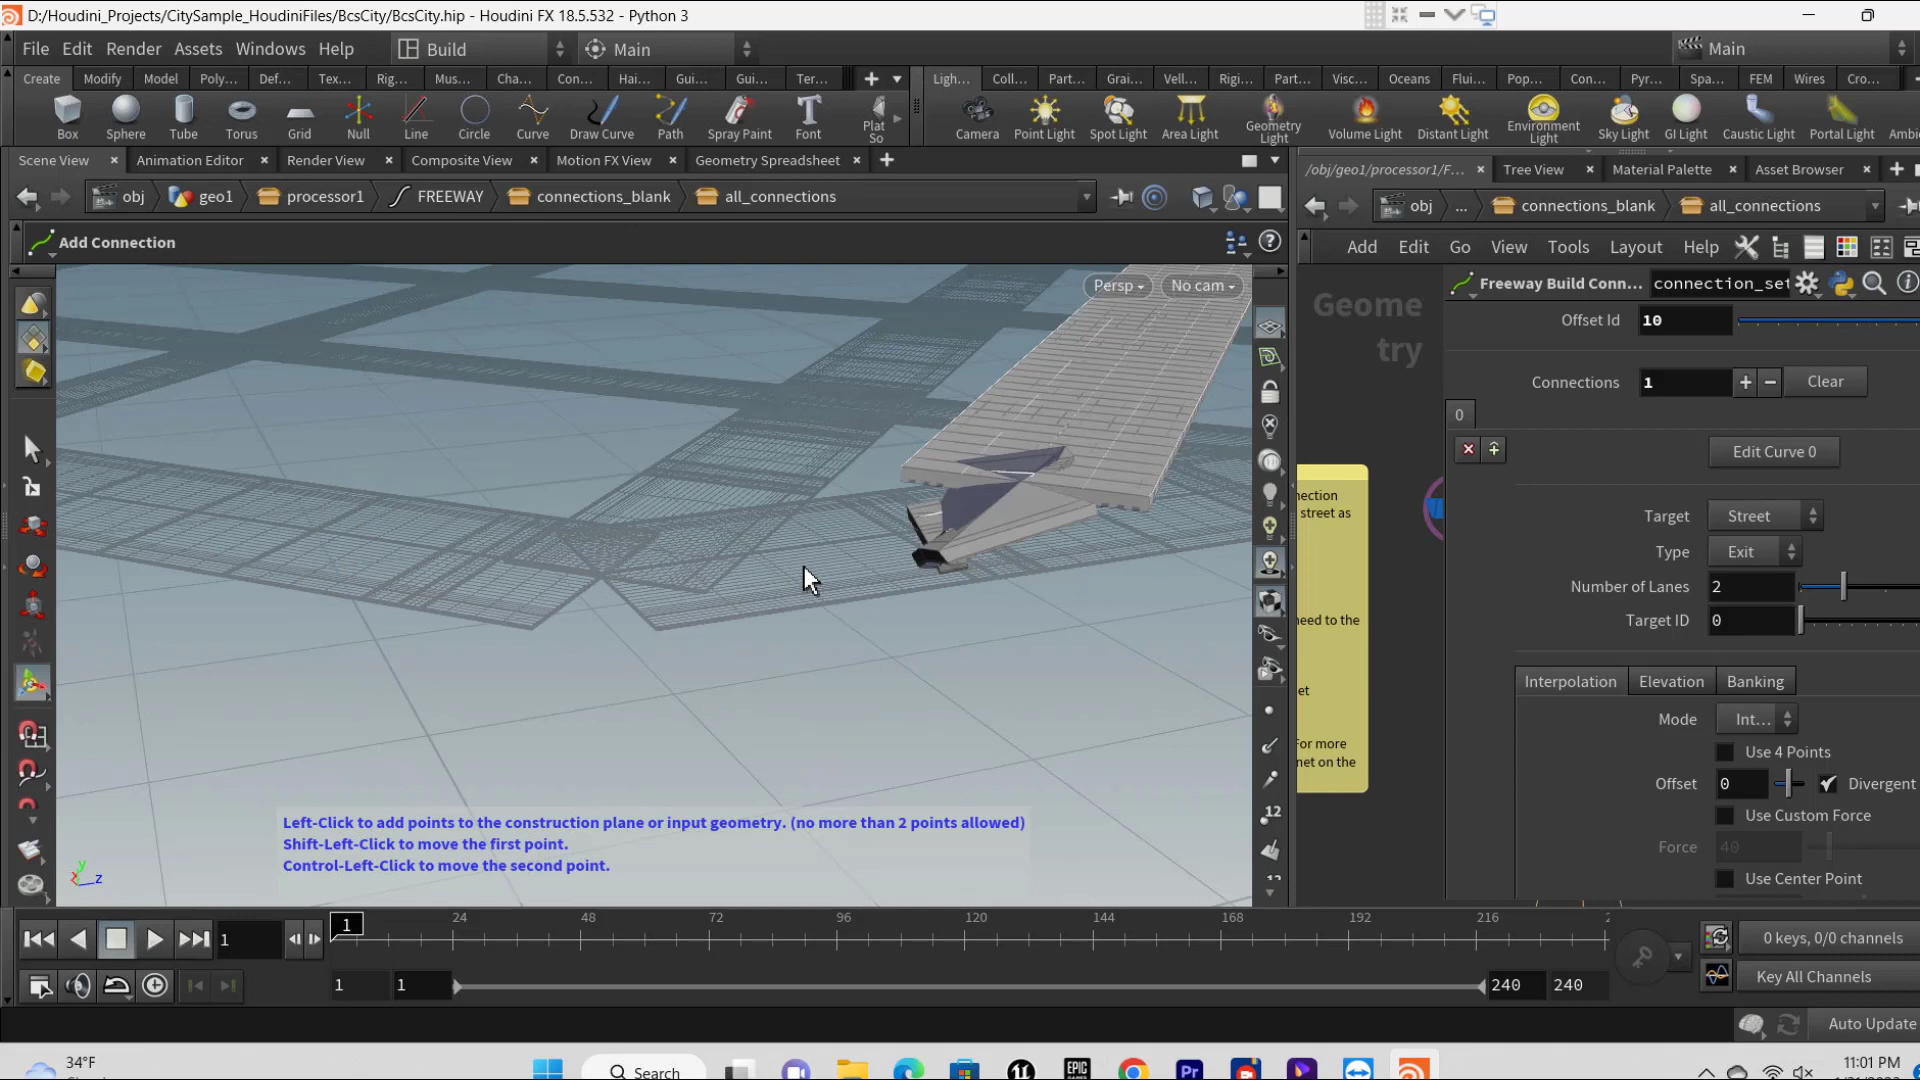 D:/Houdini_Projects/CitySample_HoudiniFiles/BcsCity/BcsCity.hip - Houdini FX 18.5.532 - Python 3
File Edit Render Assets Windows Help Build Main Main
Create Modify Model Poly... Def... Tex... Rig... Mus... Cha... Con... Hai... Gui... Gui... Ter... Ligh... Coll... Part... Grai... Vell... Rigi... Part... Visc... Oceans Flui... Pop... Con... Pyr... Spa... FEM Wires Cro...
Box Sphere Tube Torus Grid Null Line Circle Curve Draw Curve Path Spray Paint Font Plat So Camera Point Light Spot Light Area Light Geometry Light Volume Light Distant Light Environment Light Sky Light GI Light Caustic Light Portal Light Ambi
Scene View Animation Editor Render View Composite View Motion FX View Geometry Spreadsheet
/obj/geo1/processor1/F... Tree View Material Palette Asset Browser
obj geo1 processor1 FREEWAY connections_blank all_connections
obj ... connections_blank all_connections
Add Connection
Add Edit Go View Tools Layout Help
Persp No cam
Geome
try
Freeway Build Conn... connection_set
Offset Id 10
Connections 1 Clear
0
Edit Curve 0
nection
street as
Target Street
Type Exit
Number of Lanes 2
need to the
Target ID 0
et
Interpolation Elevation Banking
Mode Int...
For more
net on the
Use 4 Points
Offset 0 Divergent
Use Custom Force
Force 40
Use Center Point
12
Left-Click to add points to the construction plane or input geometry. (no more than 2 points allowed)
Shift-Left-Click to move the first point.
Control-Left-Click to move the second point.
y
z
1 24 48 72 96 120 144 168 192 216
1
0 keys, 0/0 channels
1 1 240 240
Key All Channels
Auto Update
34°F
Search
11:01 PM